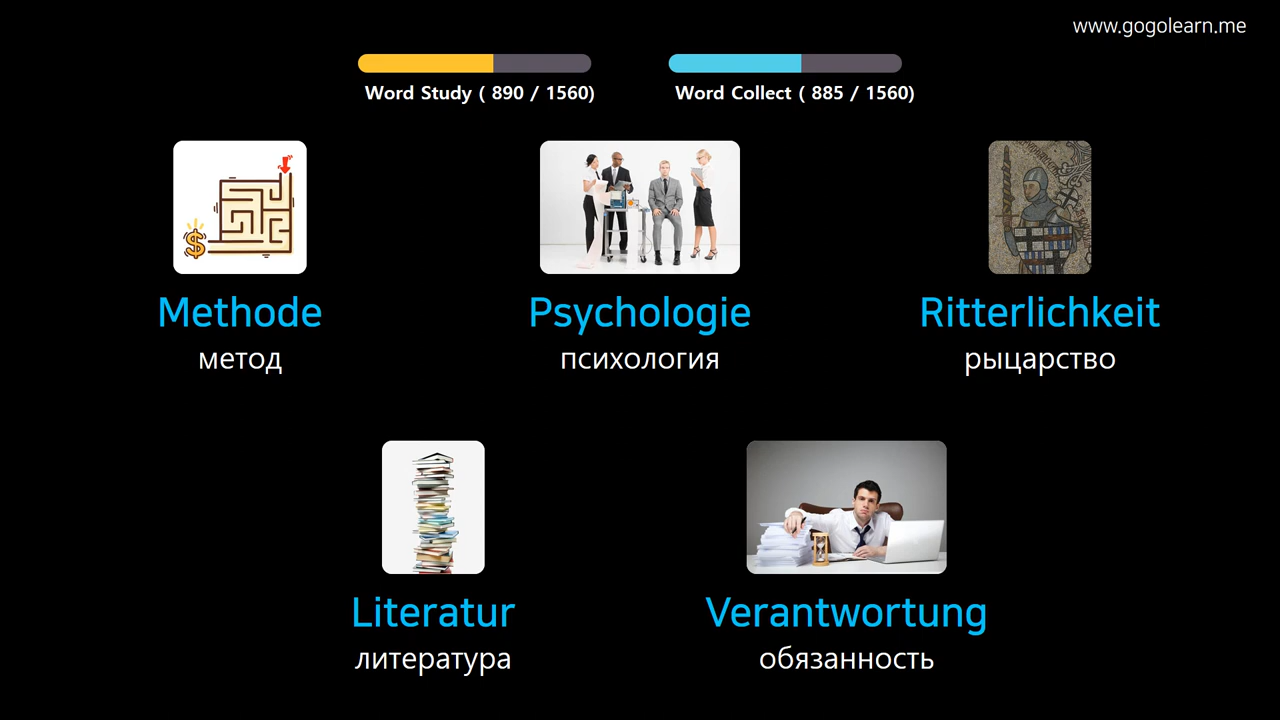 www.gogolearn.me
Word Study ( 890 / 1560)
Word Collect ( 885 / 1560)
Methode
метод
Psychologie
психология
Ritterlichkeit
рыцарство
Literatur
литература
Verantwortung
обязанность